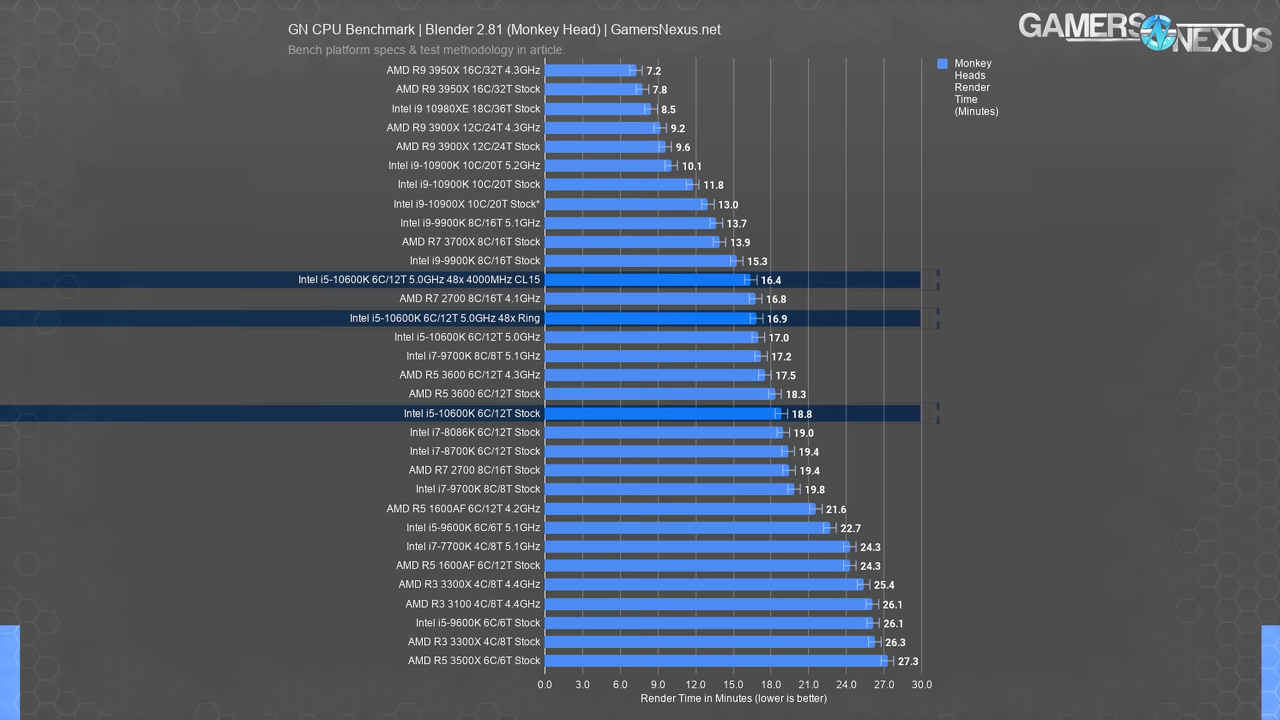 GN CPU Benchmark | Blender 2.81 (Monkey Head) | GamersNexus.net
Bench platform specs & test methodology in article.
GAMERS NEXUS
Monkey
Heads
Render
Time
(Minutes)
AMD R9 3950X 16C/32T 4.3GHz 7.2
AMD R9 3950X 16C/32T Stock 7.8
Intel i9 10980XE 18C/36T Stock 8.5
AMD R9 3900X 12C/24T 4.3GHz 9.2
AMD R9 3900X 12C/24T Stock 9.6
Intel i9-10900K 10C/20T 5.2GHz 10.1
Intel i9-10900K 10C/20T Stock 11.8
Intel i9-10900X 10C/20T Stock* 13.0
Intel i9-9900K 8C/16T 5.1GHz 13.7
AMD R7 3700X 8C/16T Stock 13.9
Intel i9-9900K 8C/16T Stock 15.3
Intel i5-10600K 6C/12T 5.0GHz 48x 4000MHz CL15 16.4
AMD R7 2700 8C/16T 4.1GHz 16.8
Intel i5-10600K 6C/12T 5.0GHz 48x Ring 16.9
Intel i5-10600K 6C/12T 5.0GHz 17.0
Intel i7-9700K 8C/8T 5.1GHz 17.2
AMD R5 3600 6C/12T 4.3GHz 17.5
AMD R5 3600 6C/12T Stock 18.3
Intel i5-10600K 6C/12T Stock 18.8
Intel i7-8086K 6C/12T Stock 19.0
Intel i7-8700K 6C/12T Stock 19.4
AMD R7 2700 8C/16T Stock 19.4
Intel i7-9700K 8C/8T Stock 19.8
AMD R5 1600AF 6C/12T 4.2GHz 21.6
Intel i5-9600K 6C/6T 5.1GHz 22.7
Intel i7-7700K 4C/8T 5.1GHz 24.3
AMD R5 1600AF 6C/12T Stock 24.3
AMD R3 3300X 4C/8T 4.4GHz 25.4
AMD R3 3100 4C/8T 4.4GHz 26.1
Intel i5-9600K 6C/6T Stock 26.1
AMD R3 3300X 4C/8T Stock 26.3
AMD R5 3500X 6C/6T Stock 27.3
0.0 3.0 6.0 9.0 12.0 15.0 18.0 21.0 24.0 27.0 30.0
Render Time in Minutes (lower is better)